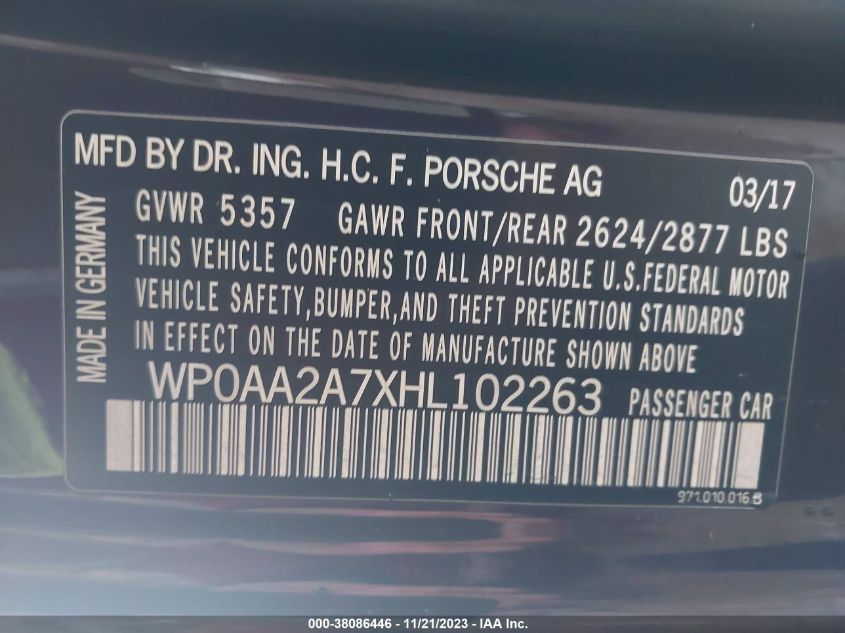 MFD BY DR. ING. H.C. F. PORSCHE AG 03/17
GVWR 5357 GAWR FRONT/REAR 2624/2877 LBS
THIS VEHICLE CONFORMS TO ALL APPLICABLE U.S.FEDERAL MOTOR
VEHICLE SAFETY,BUMPER,AND THEFT PREVENTION STANDARDS
IN EFFECT ON THE DATE OF MANUFACTURE SHOWN ABOVE
MADE IN GERMANY
WP0AA2A7XHL102263 PASSENGER CAR
971.010.016.B
000-38086446 - 11/21/2023 - IAA Inc.